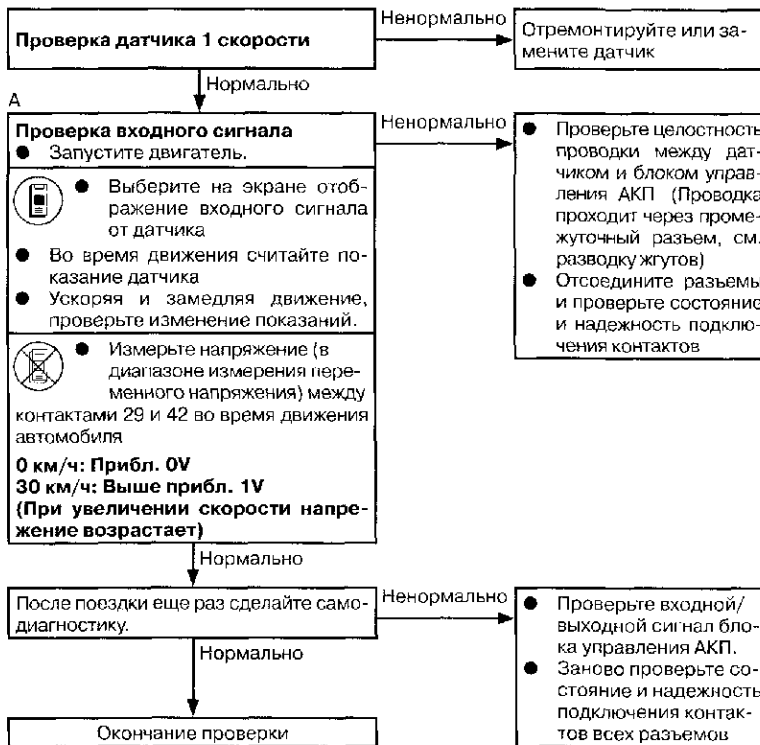 Проверка датчика 1 скорости
Ненормально
Отремонтируйте или за-
мените датчик
Нормально
А
Проверка входного сигнала
● Запустите двигатель.
● Выберите на экране отоб-
ражение входного сигнала
от датчика
● Во время движения считайте по-
казание датчика
● Ускоряя и замедляя движение,
проверьте изменение показаний.
● Измерьте напряжение (в
диапазоне измерения пере-
менного напряжения) между
контактами 29 и 42 во время движения
автомобиля
0 км/ч: Прибл. 0V
30 км/ч: Выше прибл. 1V
(При увеличении скорости напре-
жение возрастает)
Ненормально
● Проверьте целостность
проводки между дат-
чиком и блоком управ-
ления АКП (Проводка
проходит через проме-
жуточный разъем, см.
разводку жгутов)
● Отсоедините разъемы
и проверьте состояние
и надежность подклю-
чения контактов
Нормально
После поездки еще раз сделайте само-
диагностику.
Ненормально
● Проверьте входной/
выходной сигнал бло-
ка управления АКП.
● Заново проверьте со-
стояние и надежность
подключения контак-
тов всех разъемов
Нормально
Окончание проверки